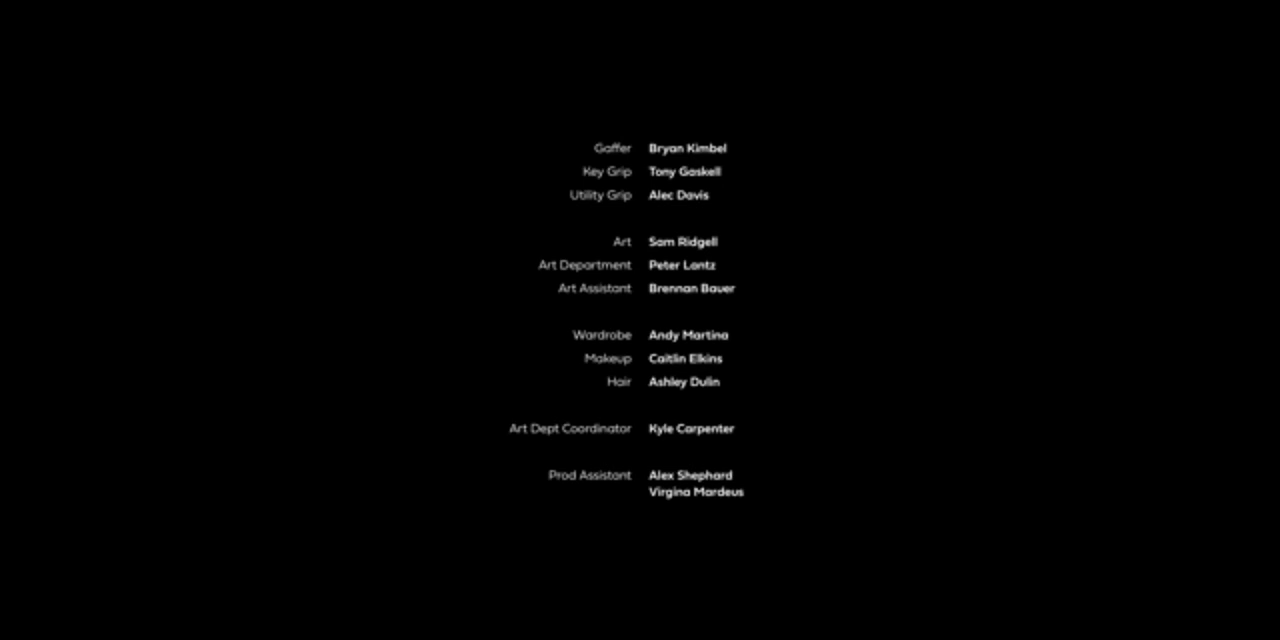 Gaffer Bryan Kimbel
Key Grip Tony Gaskell
Utility Grip Alec Davis
Art Sam Ridgell
Art Department Peter Lantz
Art Assistant Brennan Bauer
Wardrobe Andy Martina
Makeup Caitlin Elkins
Hair Ashley Dulin
Art Dept Coordinator Kyle Carpenter
Prod Assistant Alex Shephard
Virgina Mardeus